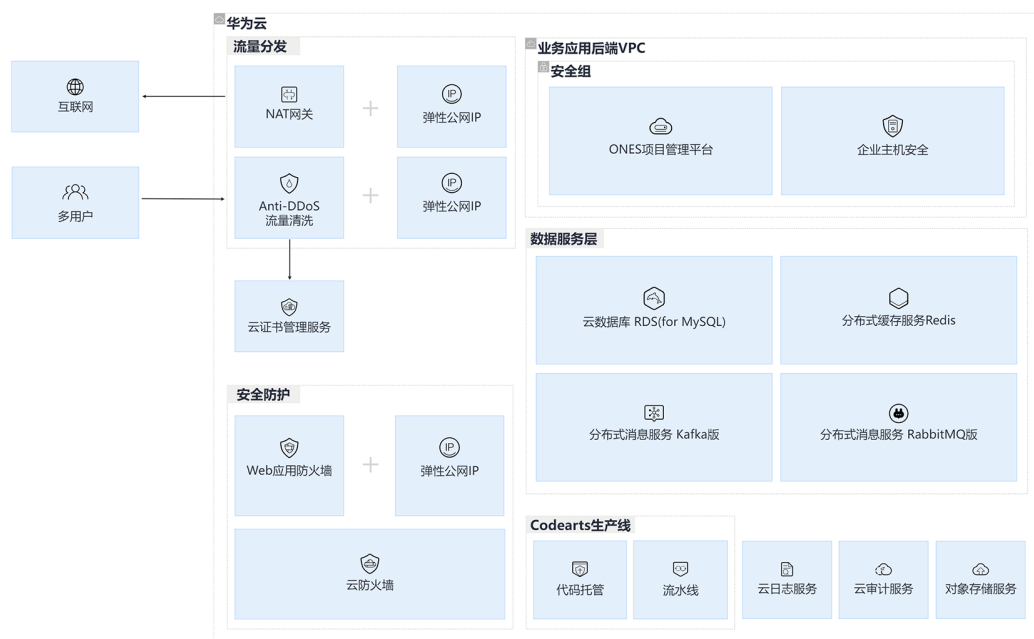 华为云
流量分发
互联网
多用户
NAT网关
弹性公网IP
Anti-DDoS
流量清洗
弹性公网IP
云证书管理服务
安全防护
Web应用防火墙
弹性公网IP
云防火墙
业务应用后端VPC
安全组
ONES项目管理平台
企业主机安全
数据服务层
云数据库 RDS(for MySQL)
分布式缓存服务Redis
分布式消息服务 Kafka版
分布式消息服务 RabbitMQ版
Codearts生产线
代码托管
流水线
云日志服务
云审计服务
对象存储服务